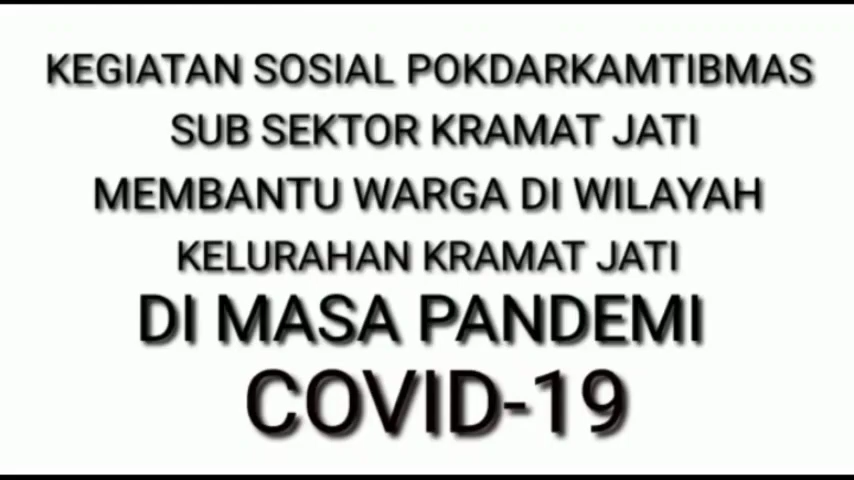 KEGIATAN SOSIAL POKDARKAMTIBMAS
SUB SEKTOR KRAMAT JATI
MEMBANTU WARGA DI WILAYAH
KELURAHAN KRAMAT JATI
DI MASA PANDEMI
COVID-19